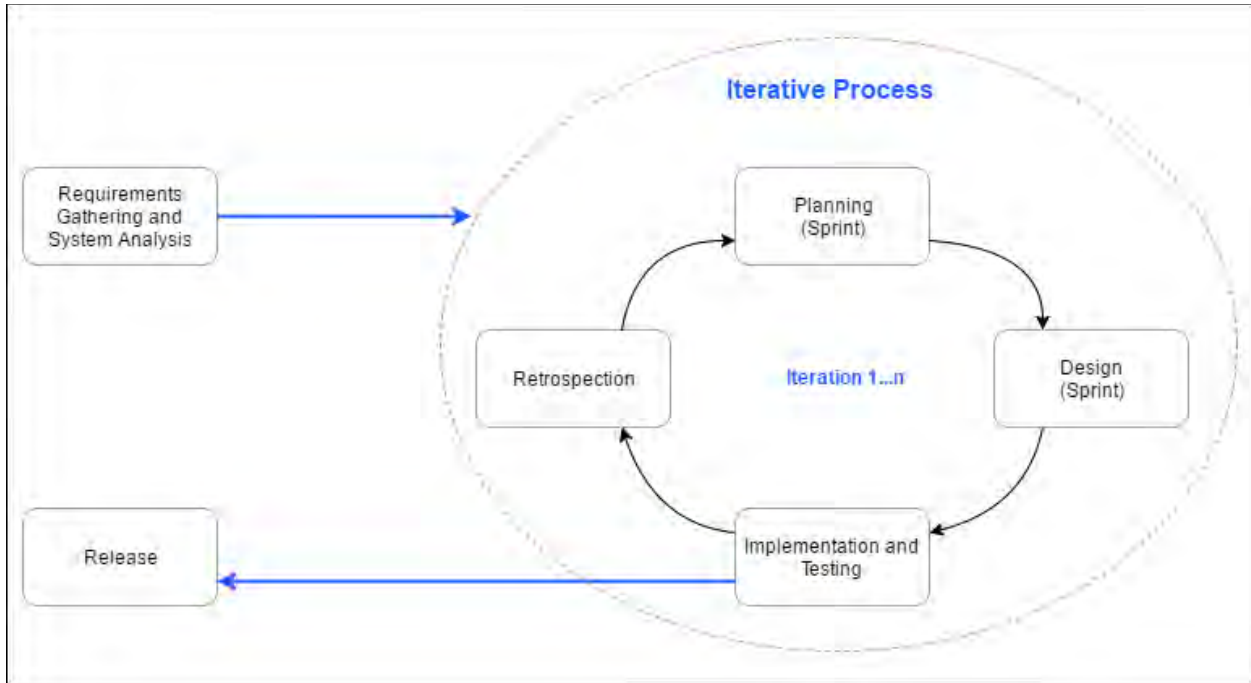 Iterative Process
Requirements
Gathering and
System Analysis
Planning
(Sprint)
Retrospection
Iteration 1...n
Design
(Sprint)
Release
Implementation and
Testing